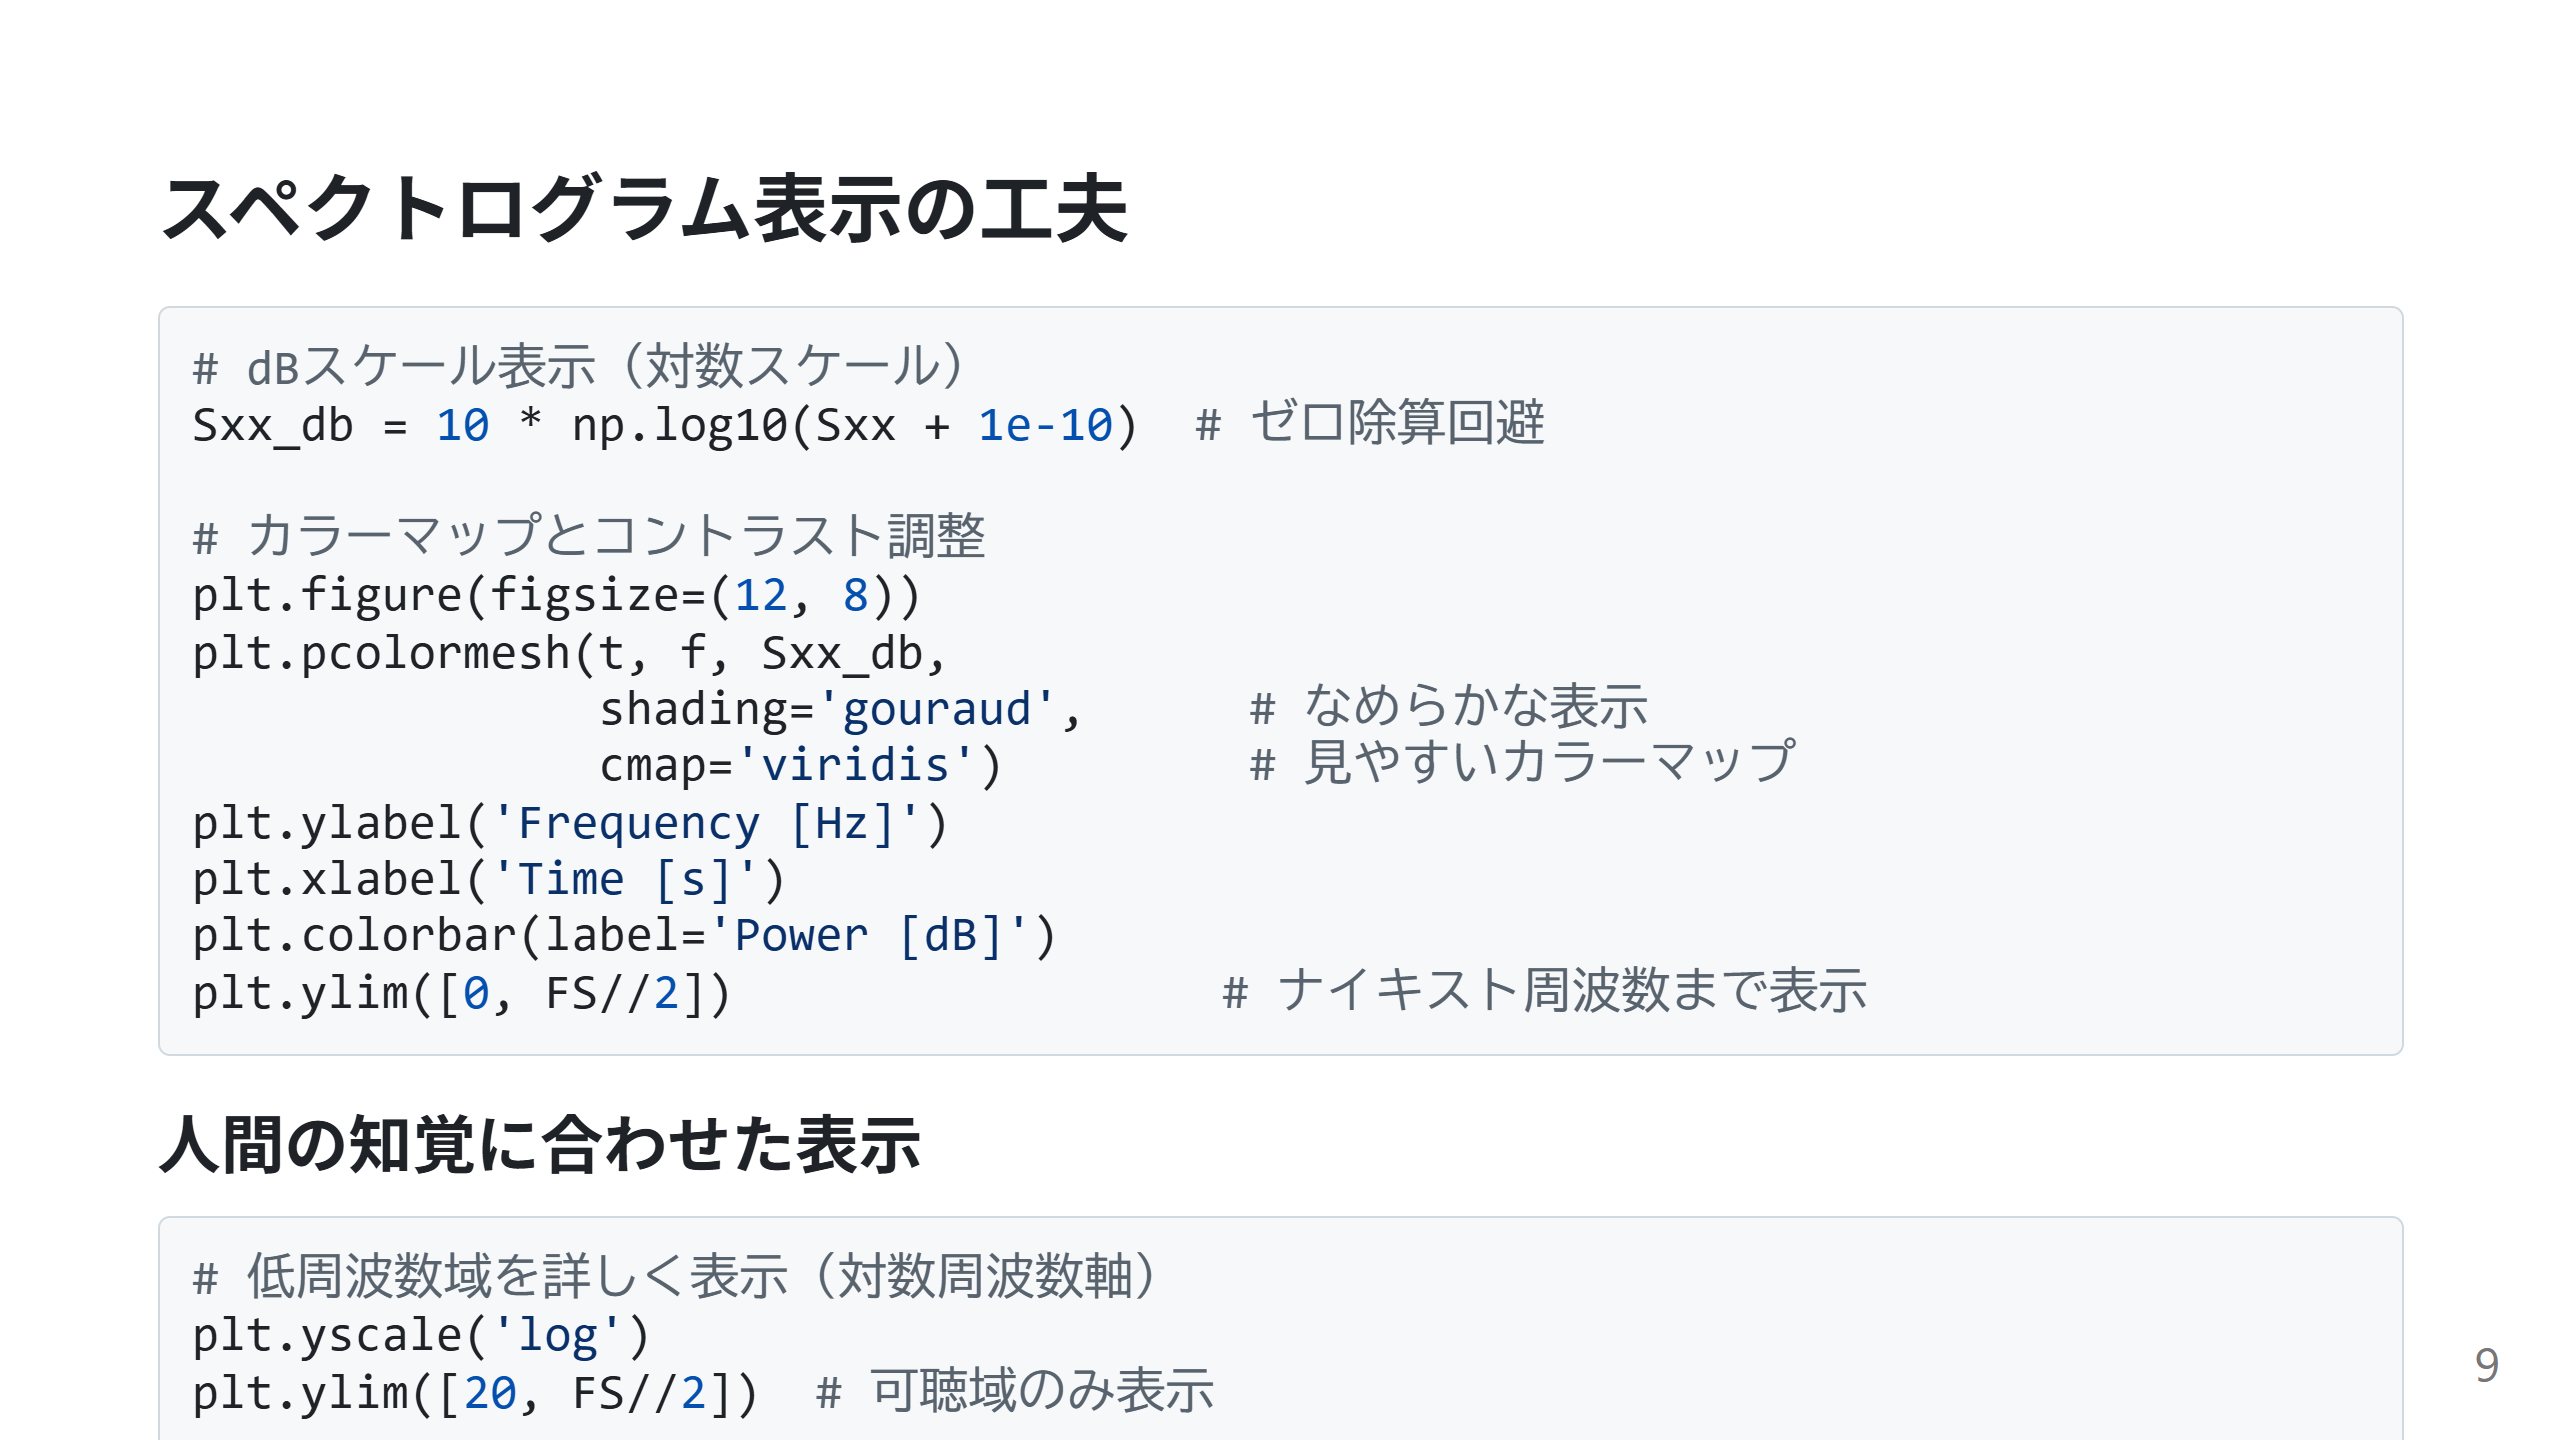 スペクトログラム表示の工夫
# dBスケール表示（対数スケール）
Sxx_db = 10 * np.log10(Sxx + 1e-10)  # ゼロ除算回避
# カラーマップとコントラスト調整
plt.figure(figsize=(12, 8))
plt.pcolormesh(t, f, Sxx_db,
               shading='gouraud',      # なめらかな表示
               cmap='viridis')         # 見やすいカラーマップ
plt.ylabel('Frequency [Hz]')
plt.xlabel('Time [s]')
plt.colorbar(label='Power [dB]')
plt.ylim([0, FS//2])                  # ナイキスト周波数まで表示
人間の知覚に合わせた表示
# 低周波数域を詳しく表示（対数周波数軸）
plt.yscale('log')
plt.ylim([20, FS//2])  # 可聴域のみ表示
9